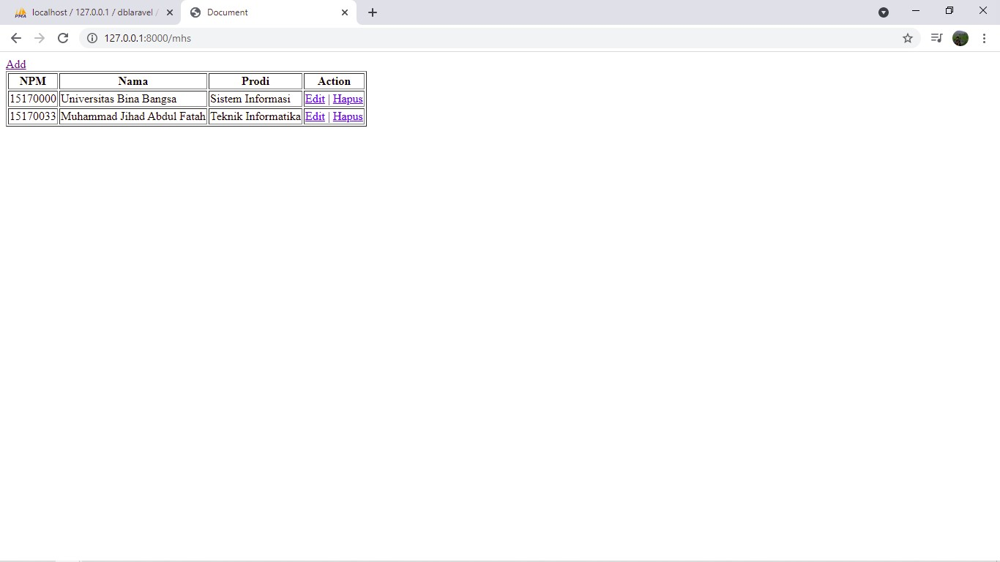 PMA localhost / 127.0.0.1 / dblaravel / Document
127.0.0.1:8000/mhs
Add
NPM Nama Prodi Action
15170000 Universitas Bina Bangsa Sistem Informasi Edit | Hapus
15170033 Muhammad Jihad Abdul Fatah Teknik Informatika Edit | Hapus